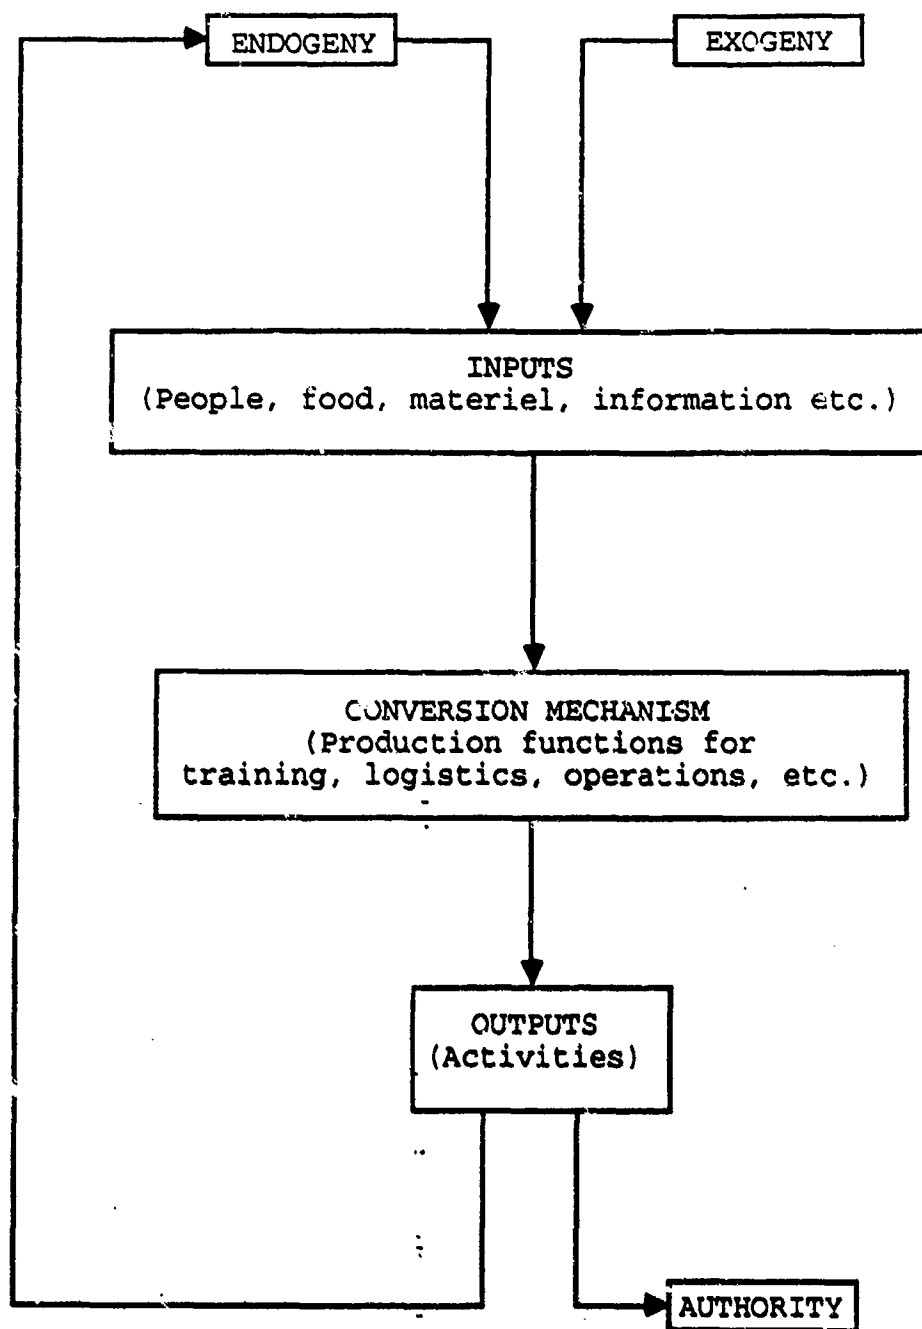 ENDOGENY
EXOGENY
INPUTS
(People, food, materiel, information etc.)
CONVERSION MECHANISM
(Production functions for
training, logistics, operations, etc.)
OUTPUTS
(Activities)
AUTHORITY